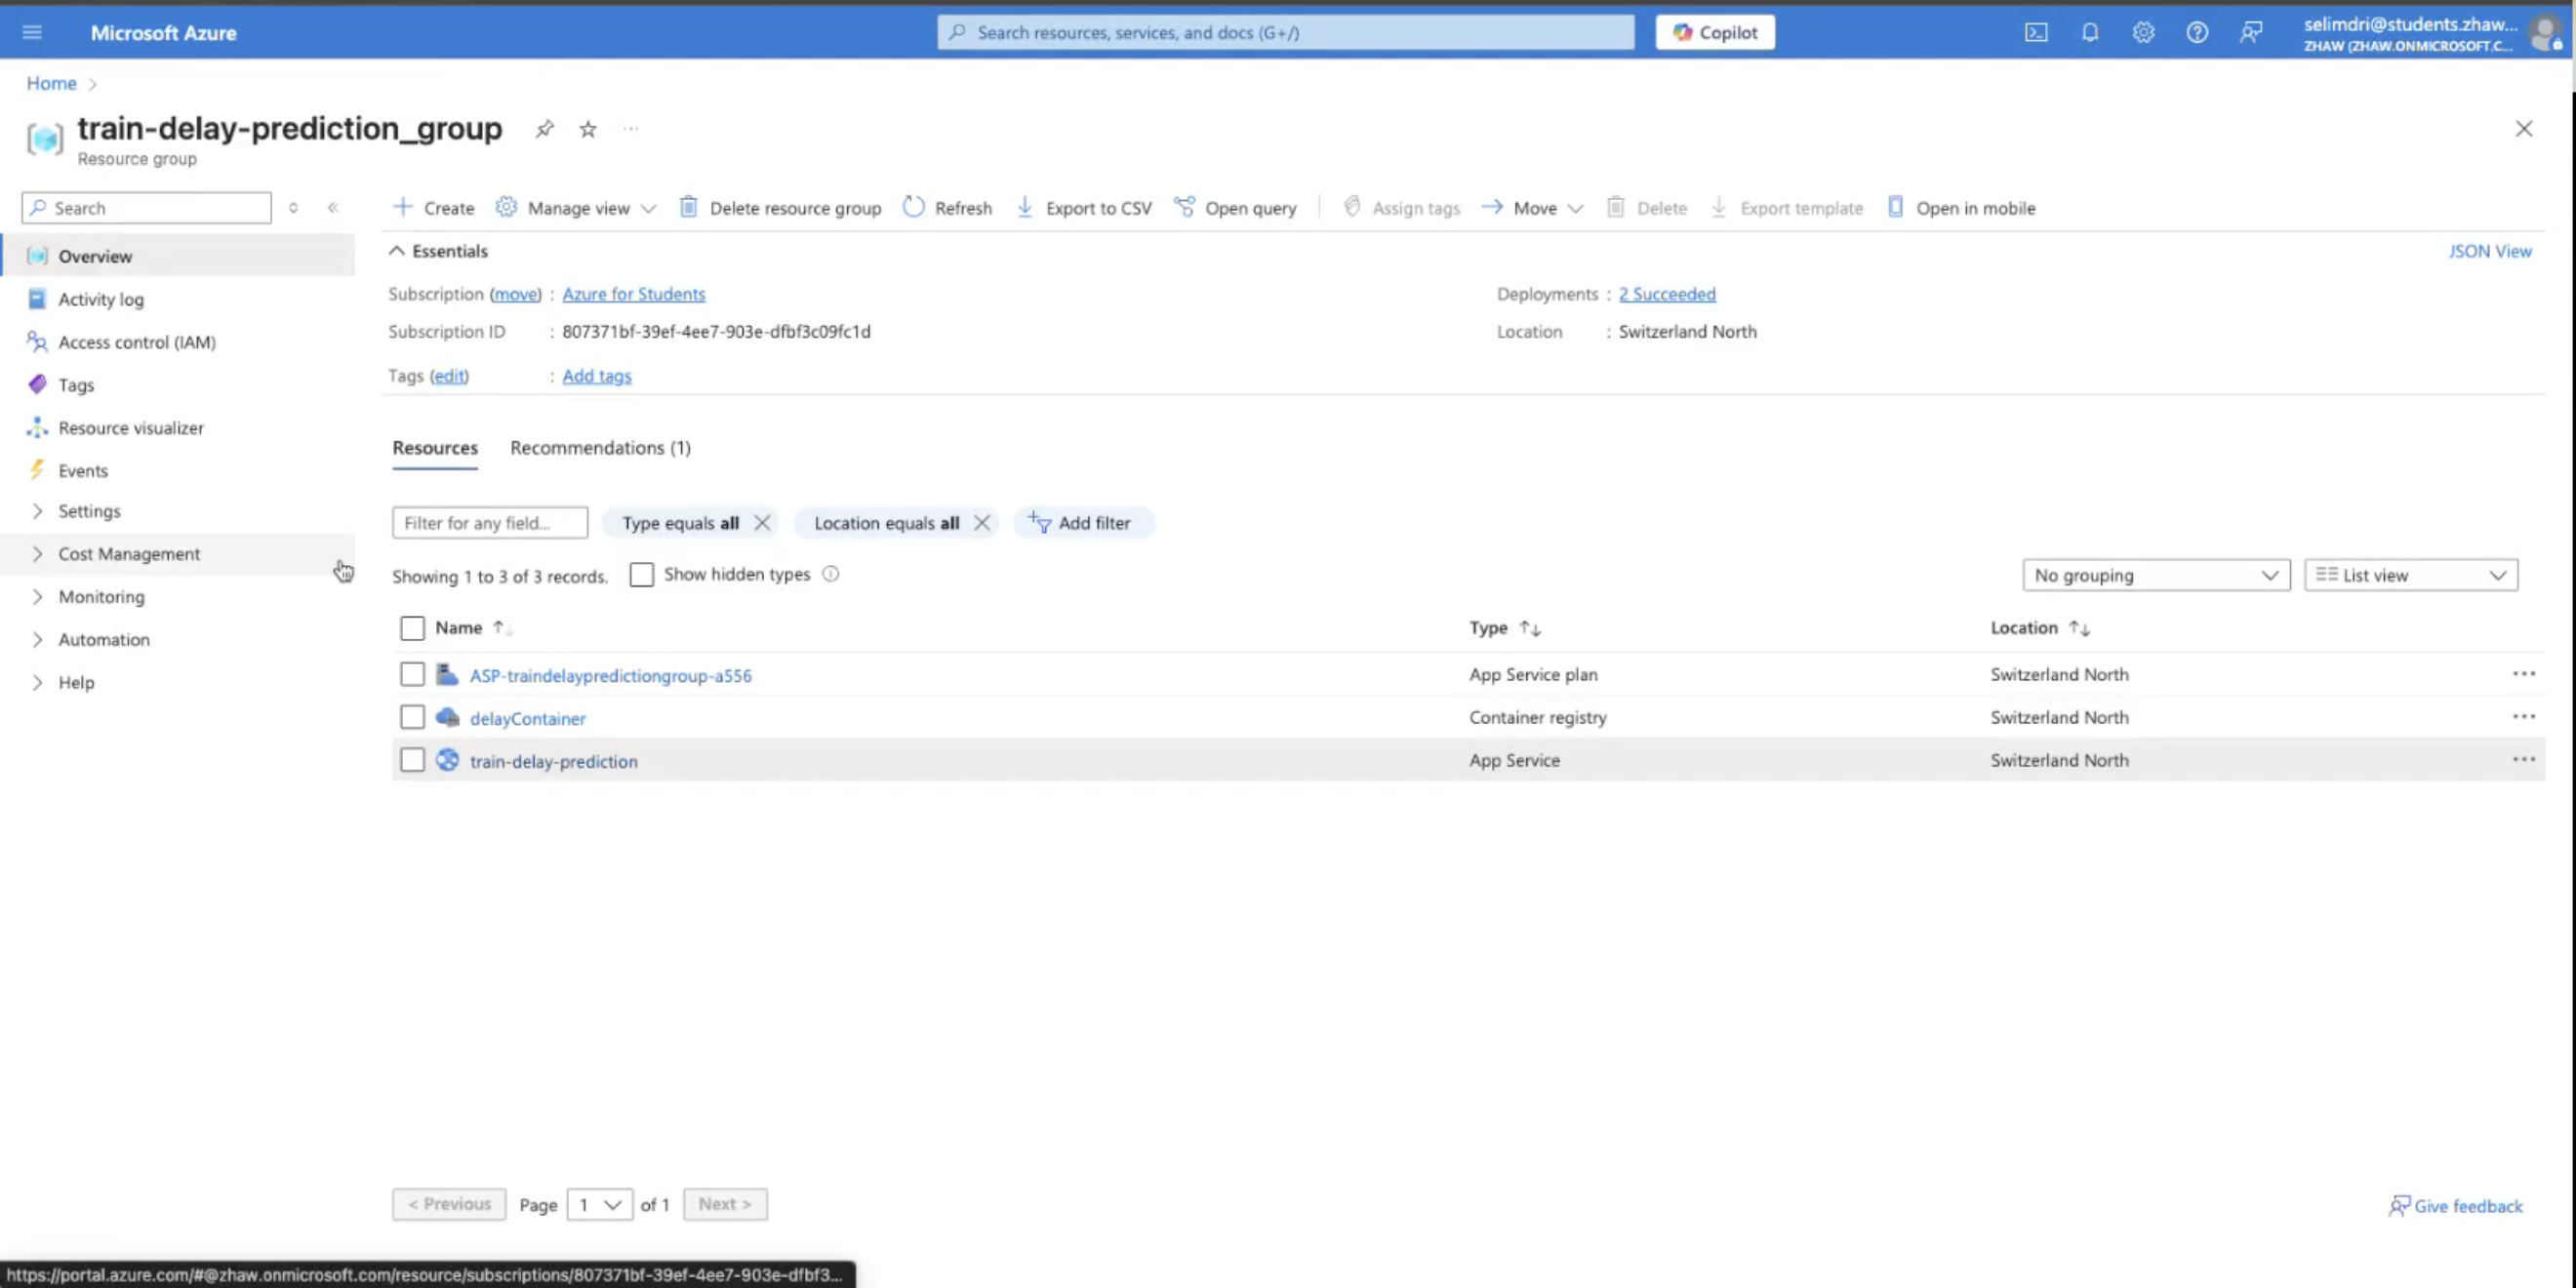 Microsoft Azure
Search resources, services, and docs (G+/)
Copilot
selimdri@students.zhaw...
ZHAW (ZHAW.ONMICROSOFT.C...
Home
train-delay-prediction_group
Resource group
Search
Create
Manage view
Delete resource group
Refresh
Export to CSV
Open query
Assign tags
Move
Delete
Export template
Open in mobile
Overview
Activity log
Access control (IAM)
Tags
Resource visualizer
Events
Settings
Cost Management
Monitoring
Automation
Help
Essentials
JSON View
Subscription (move) : Azure for Students
Deployments : 2 Succeeded
Subscription ID : 807371bf-39ef-4ee7-903e-dfbf3c09fc1d
Location : Switzerland North
Tags (edit) : Add tags
Resources Recommendations (1)
Filter for any field...
Type equals all
Location equals all
Add filter
Showing 1 to 3 of 3 records.
Show hidden types
No grouping
List view
Name Type Location
ASP-traindelaypredictiongroup-a556 App Service plan Switzerland North
delayContainer Container registry Switzerland North
train-delay-prediction App Service Switzerland North
< Previous Page 1 of 1 Next >
Give feedback
https://portal.azure.com/#@zhaw.onmicrosoft.com/resource/subscriptions/807371bf-39ef-4ee7-903e-dfbf3...